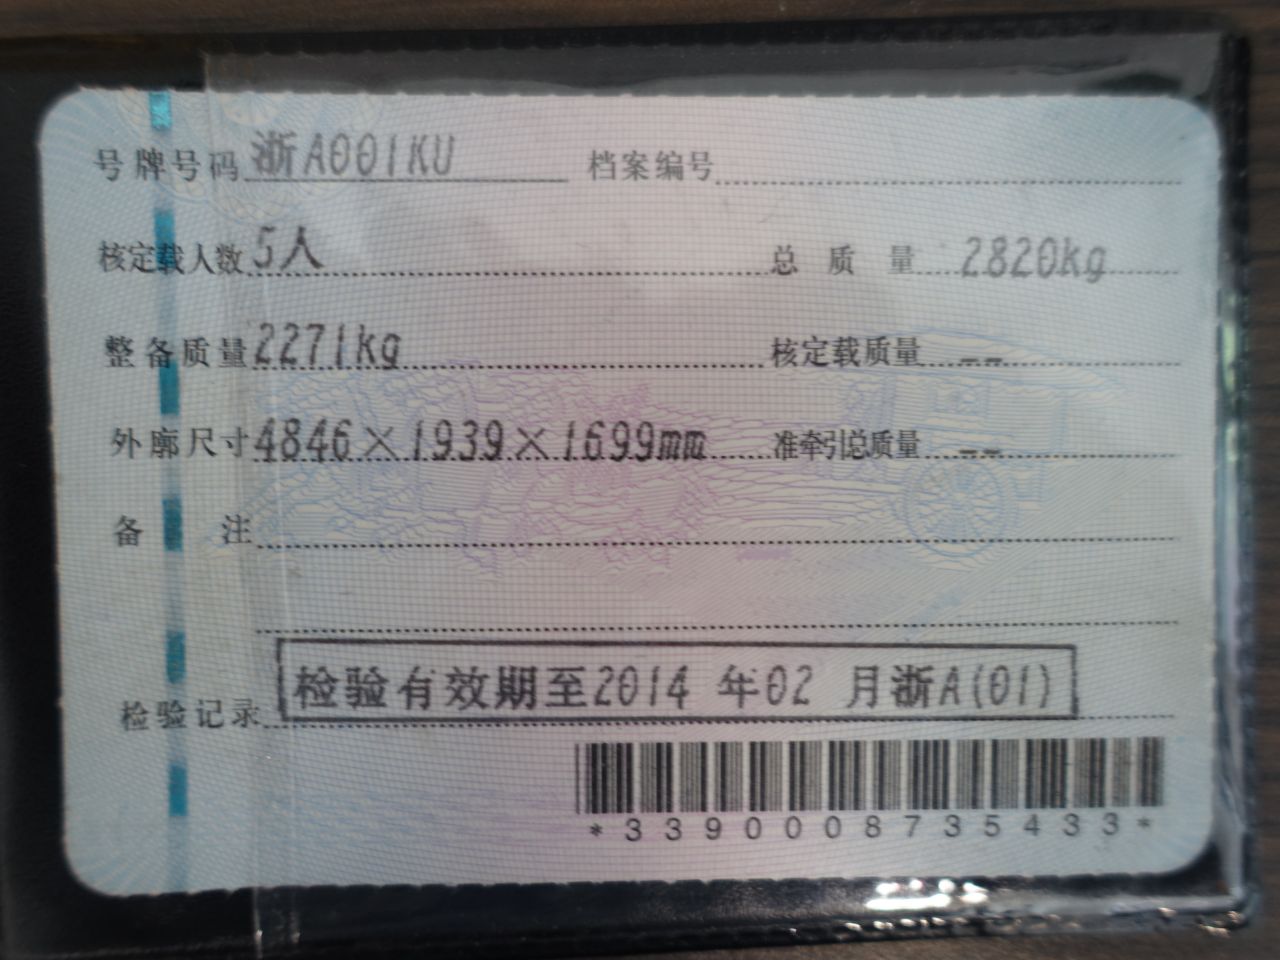 号牌号码 浙A001KU 档案编号
核定载人数 5人 总质量 2820kg
整备质量 2271kg 核定载质量 --
外廓尺寸 4846×1939×1699mm 准牵引总质量 --
备注
检验记录 检验有效期至2014 年02 月浙A(01)
*3390008735433*